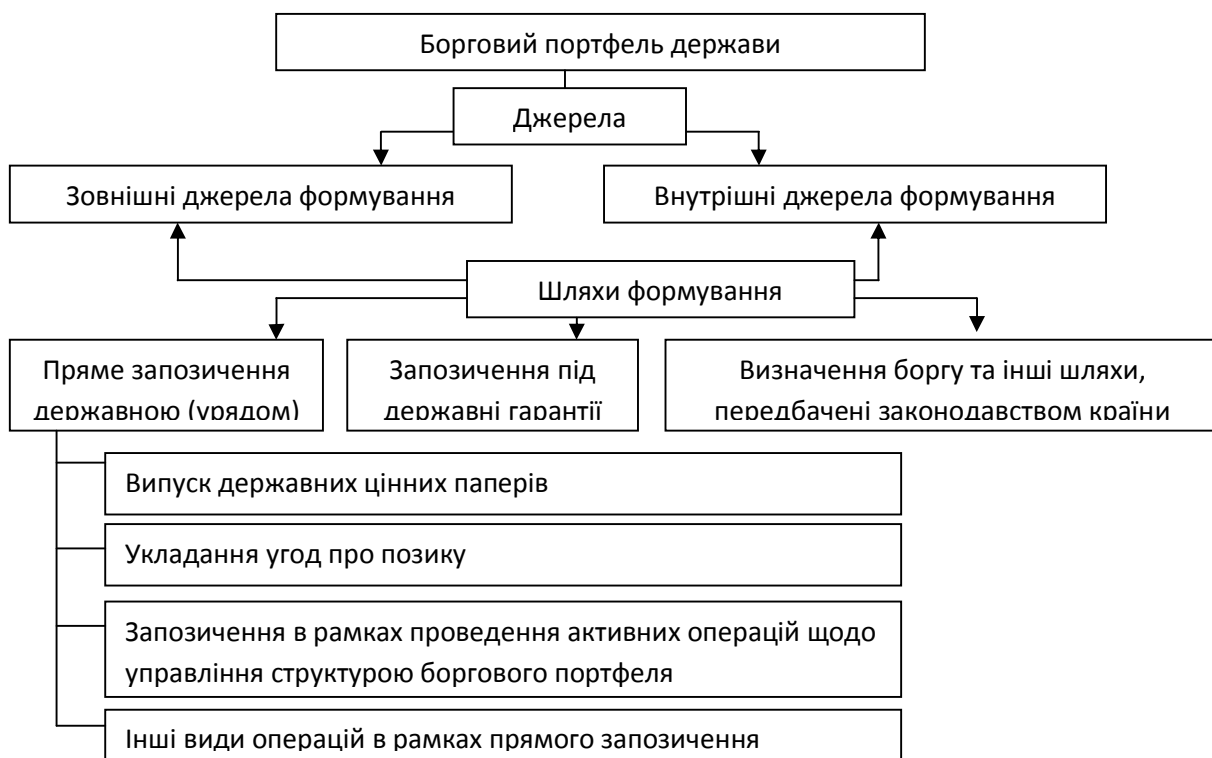 Борговий портфель держави
Джерела
Зовнішні джерела формування
Внутрішні джерела формування
Шляхи формування
Пряме запозичення
державною (урядом)
Запозичення під
державні гарантії
Визначення боргу та інші шляхи,
передбачені законодавством країни
Випуск державних цінних паперів
Укладання угод про позику
Запозичення в рамках проведення активних операцій щодо
управління структурою боргового портфеля
Інші види операцій в рамках прямого запозичення